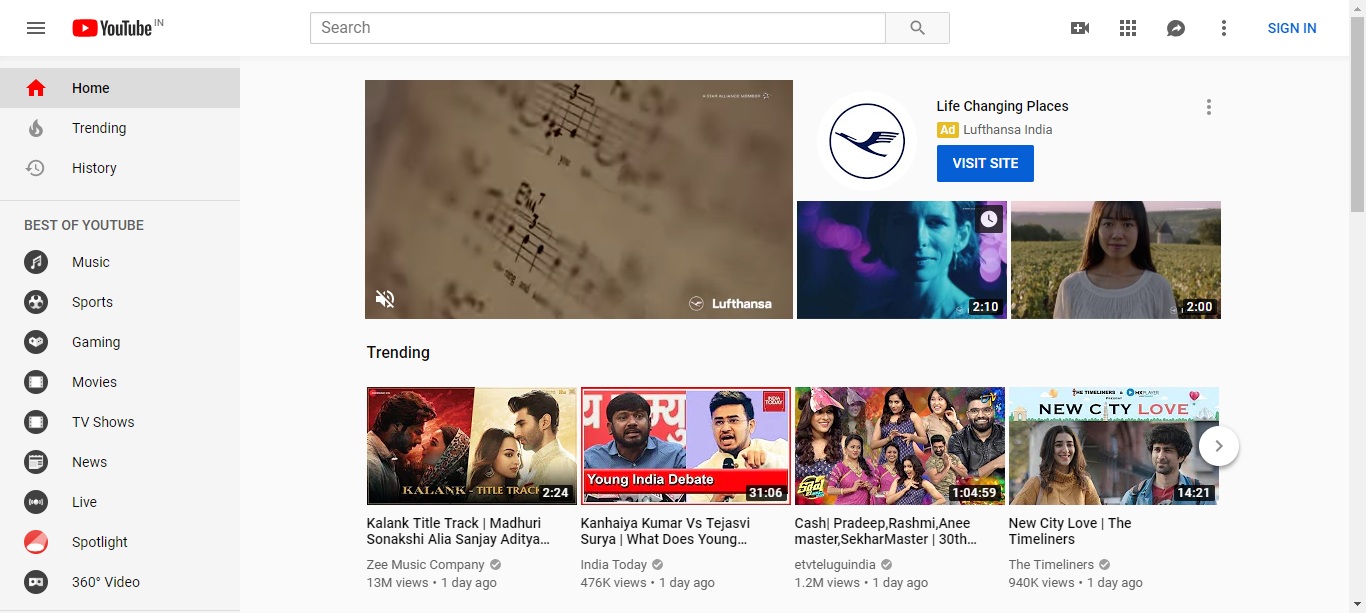 YouTube IN
Search
SIGN IN
Home
Trending
History
BEST OF YOUTUBE
Music
Sports
Gaming
Movies
TV Shows
News
Live
Spotlight
360° Video
A STAR ALLIANCE MEMBER
Lufthansa
Life Changing Places
Ad Lufthansa India
VISIT SITE
2:10
2:00
Trending
KALANK - TITLE TRACK
2:24
Kalank Title Track | Madhuri
Sonakshi Alia Sanjay Aditya...
Zee Music Company
13M views • 1 day ago
INDIA
TODAY
Young India Debate
31:06
Kanhaiya Kumar Vs Tejasvi
Surya | What Does Young...
India Today
476K views • 1 day ago
1:04:59
Cash| Pradeep,Rashmi,Anee
master,SekharMaster | 30th...
etvteluguindia
1.2M views • 1 day ago
THE TIMELINERS & MXPLAYER
NEW CITY LOVE
14:21
New City Love | The
Timeliners
The Timeliners
940K views • 1 day ago